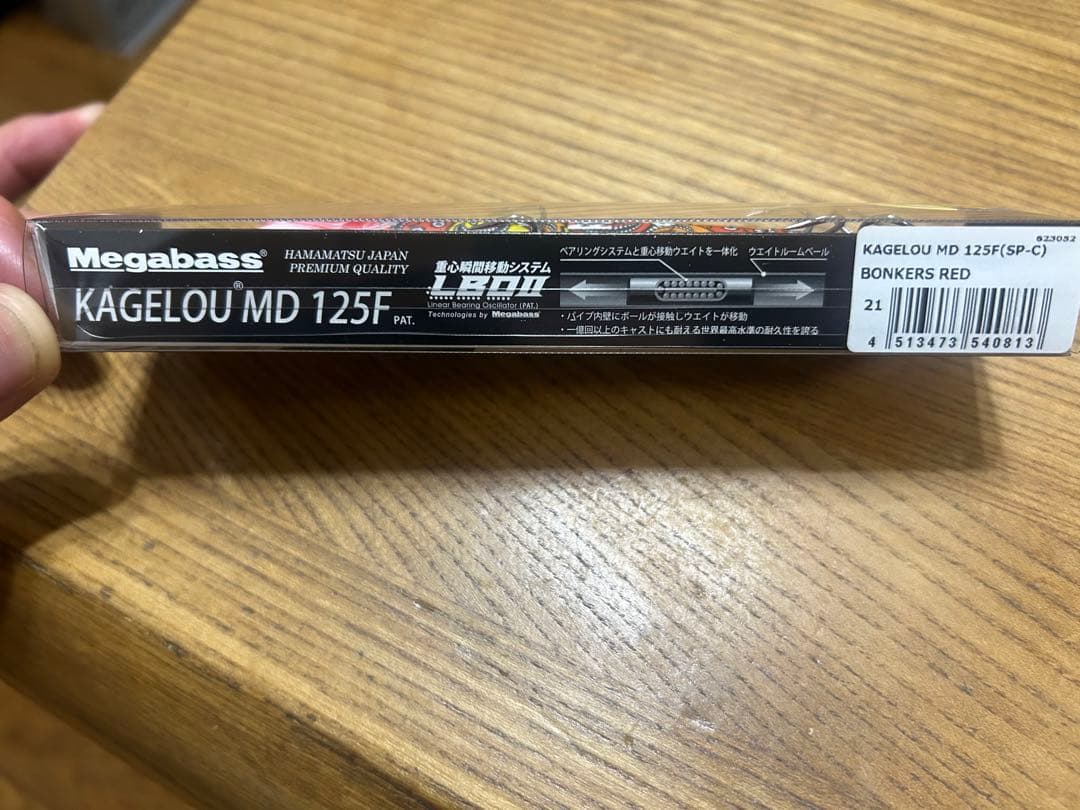 Megabass®
HAMAMATSU JAPAN
PREMIUM QUALITY
KAGELOU® MD 125F PAT.
重心瞬間移動システム
LBOII
Linear Bearing Oscillator (PAT.)
Technologies by Megabass
ベアリングシステムと重心移動ウエイトを一体化
ウエイトルームペール
・パイプ内壁にボールが接触しウエイトが移動
・一億回以上のキャストにも耐える世界最高水準の耐久性を誇る
623032
KAGELOU MD 125F(SP-C)
BONKERS RED
21
4 513473 540813